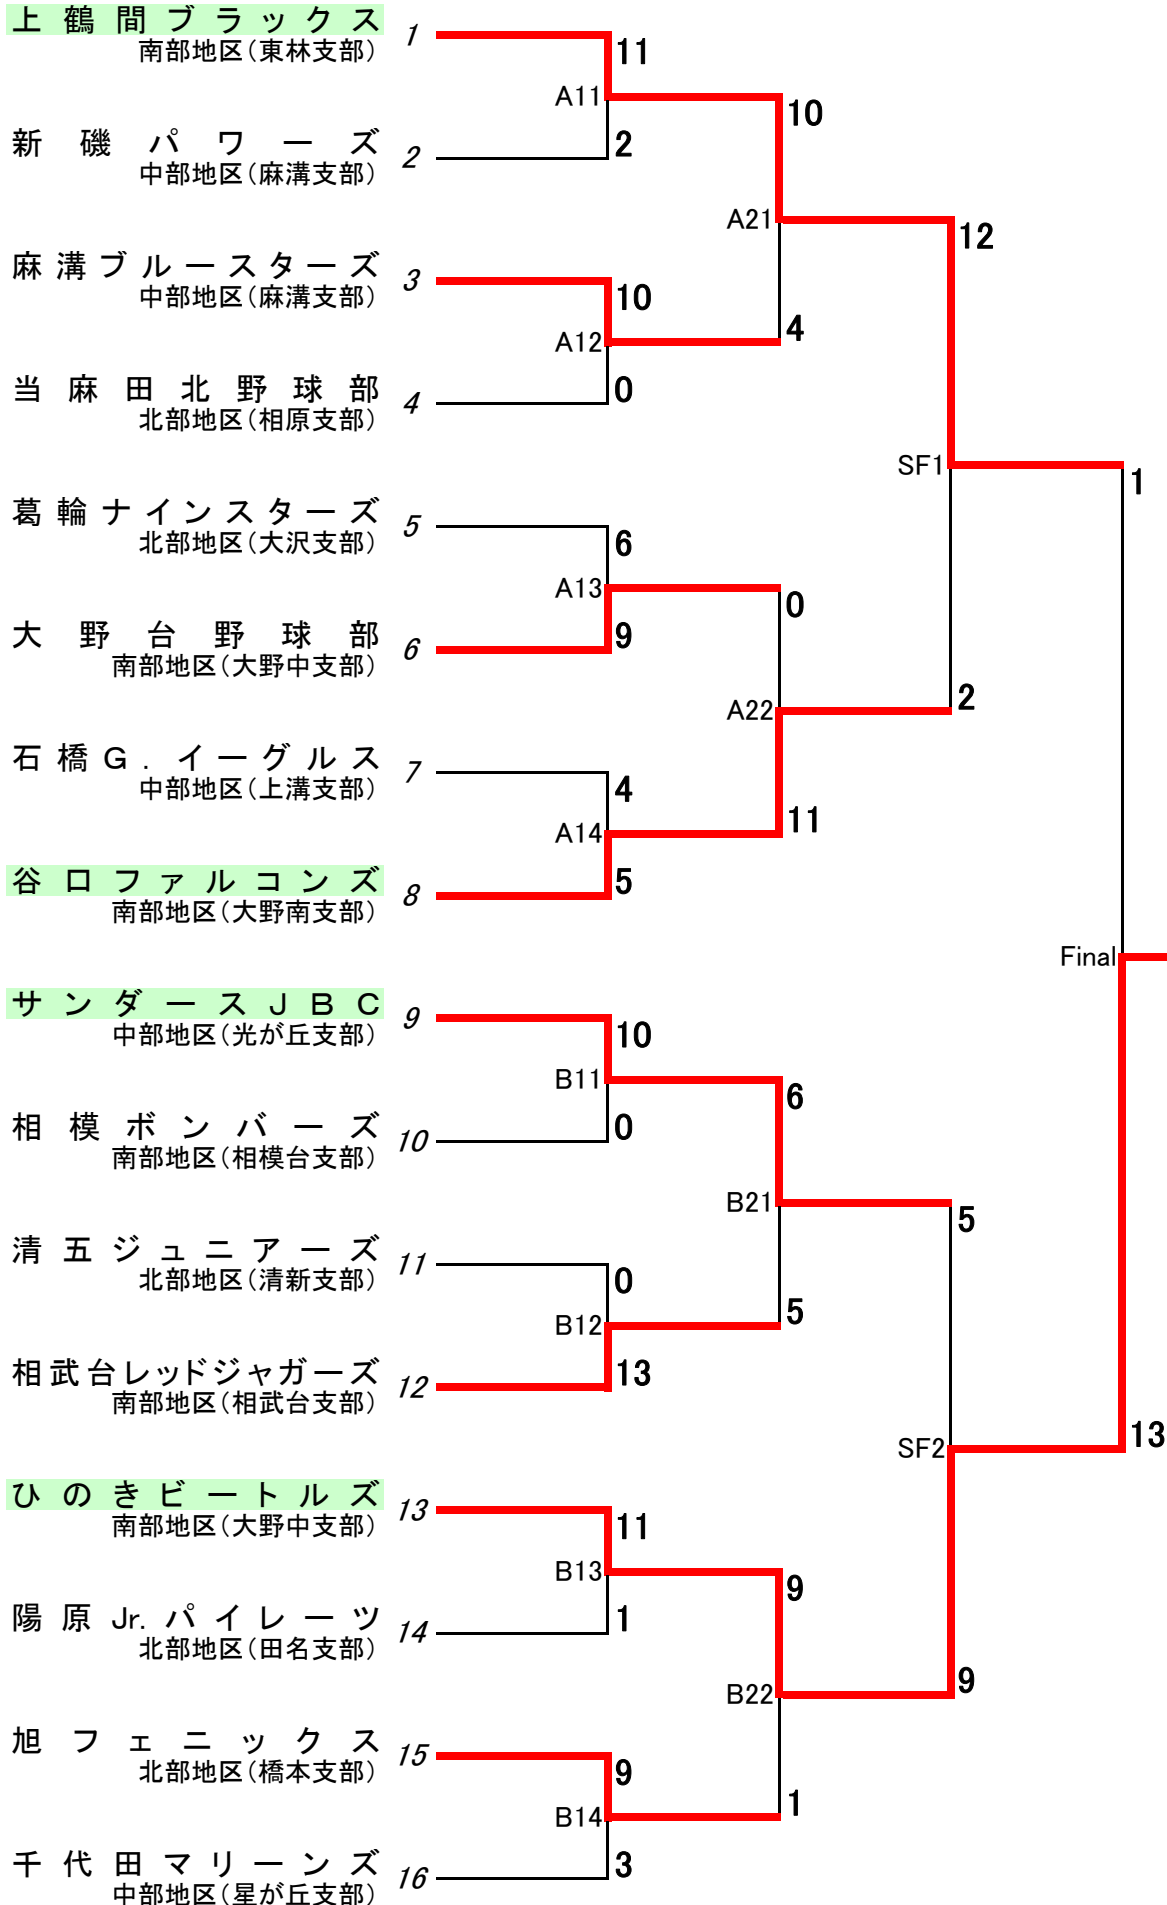 上鶴間ブラックス
南部地区(東林支部)
1
11
A11
10
新磯パワーズ
中部地区(麻溝支部)
2
2
A21
12
麻溝ブルースターズ
中部地区(麻溝支部)
3
10
A12
4
当麻田北野球部
北部地区(相原支部)
4
0
SF1
1
葛輪ナインスターズ
北部地区(大沢支部)
5
6
A13
0
大野台野球部
南部地区(大野中支部)
6
9
A22
2
石橋G.イーグルス
中部地区(上溝支部)
7
4
A14
11
谷口ファルコンズ
南部地区(大野南支部)
8
5
Final
サンダースJBC
中部地区(光が丘支部)
9
10
B11
6
相模ボンバーズ
南部地区(相模台支部)
10
0
B21
5
清五ジュニアーズ
北部地区(清新支部)
11
0
B12
5
相武台レッドジャガーズ
南部地区(相武台支部)
12
13
SF2
13
ひのきビートルズ
南部地区(大野中支部)
13
11
B13
9
陽原Jr.パイレーツ
北部地区(田名支部)
14
1
B22
9
旭フェニックス
北部地区(橋本支部)
15
9
B14
1
千代田マリーンズ
中部地区(星が丘支部)
16
3